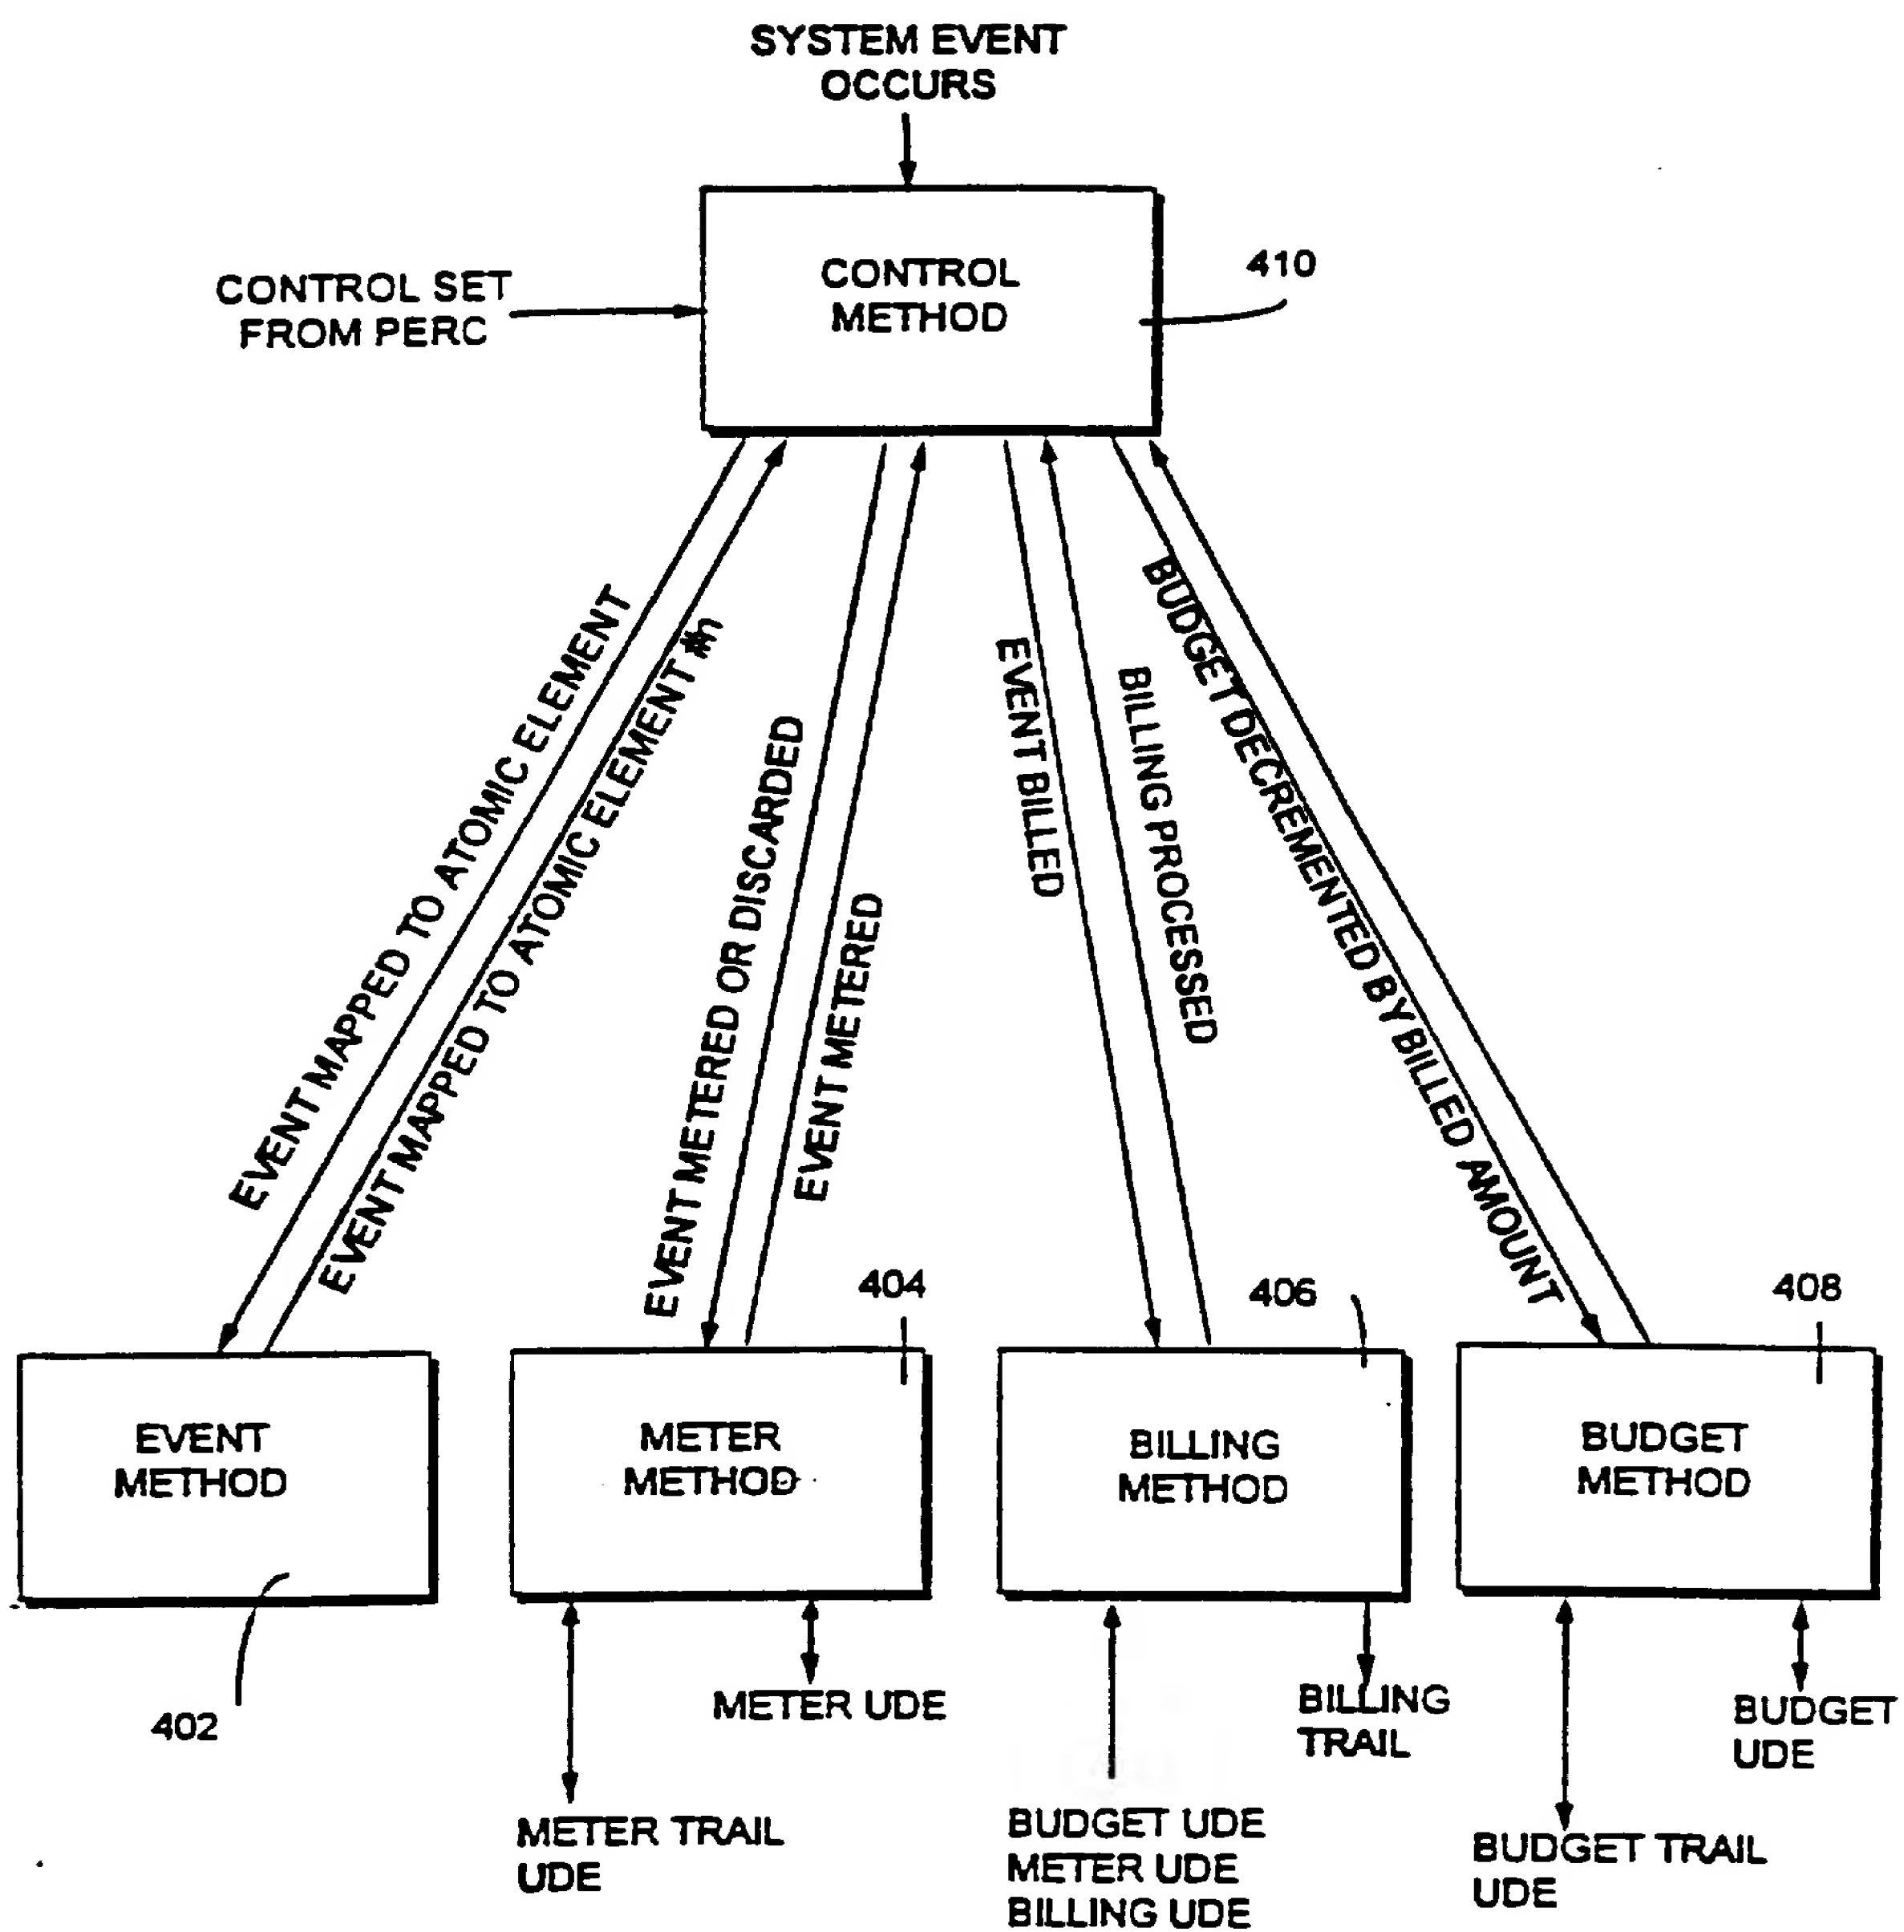 SYSTEM EVENT
OCCURS
CONTROL SET
FROM PERC
CONTROL
METHOD
410
EVENT MAPPED TO ATOMIC ELEMENT
EVENT MAPPED TO ATOMIC ELEMENT #n
EVENT METERED OR DISCARDED
EVENT METERED
EVENT BILLED
BILLING PROCESSED
BUDGET DECREMENTED BY BILLED AMOUNT
404
406
408
EVENT
METHOD
METER
METHOD
BILLING
METHOD
BUDGET
METHOD
402
METER UDE
BILLING
TRAIL
BUDGET
UDE
METER TRAIL
UDE
BUDGET UDE
METER UDE
BILLING UDE
BUDGET TRAIL
UDE